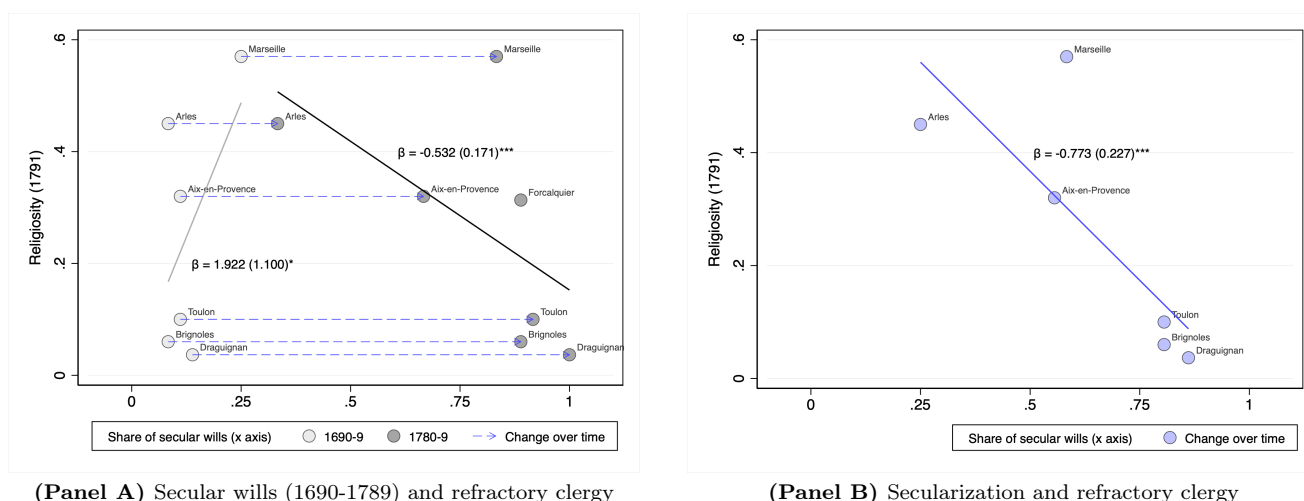 .6
.4
.2
0
Religiosity (1791)
Marseille
Marseille
Arles
Arles
β = -0.532 (0.171)***
Aix-en-Provence
Aix-en-Provence
Forcalquier
β = 1.922 (1.100)*
Toulon
Toulon
Brignoles
Brignoles
Draguignan
Draguignan
0
.25
.5
.75
1
Share of secular wills (x axis) 1690-9 1780-9 Change over time
(Panel A) Secular wills (1690-1789) and refractory clergy
.6
.4
.2
0
Religiosity (1791)
Marseille
Arles
β = -0.773 (0.227)***
Aix-en-Provence
Toulon
Brignoles
Draguignan
0
.25
.5
.75
1
Share of secular wills (x axis) Change over time
(Panel B) Secularization and refractory clergy